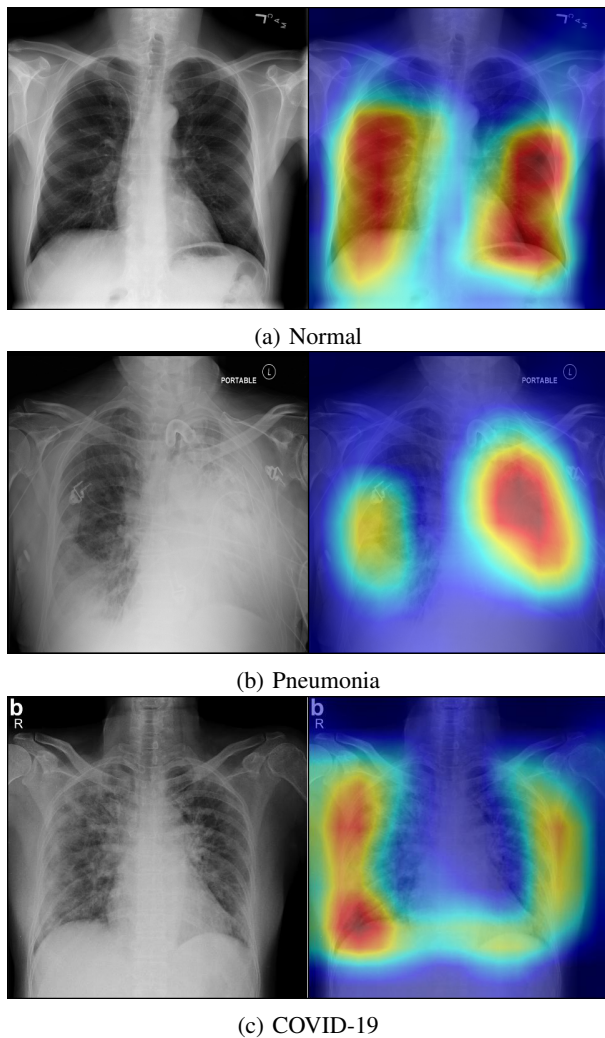 (a) Normal
PORTABLE L
PORTABLE L
(b) Pneumonia
b
R
b
R
(c) COVID-19